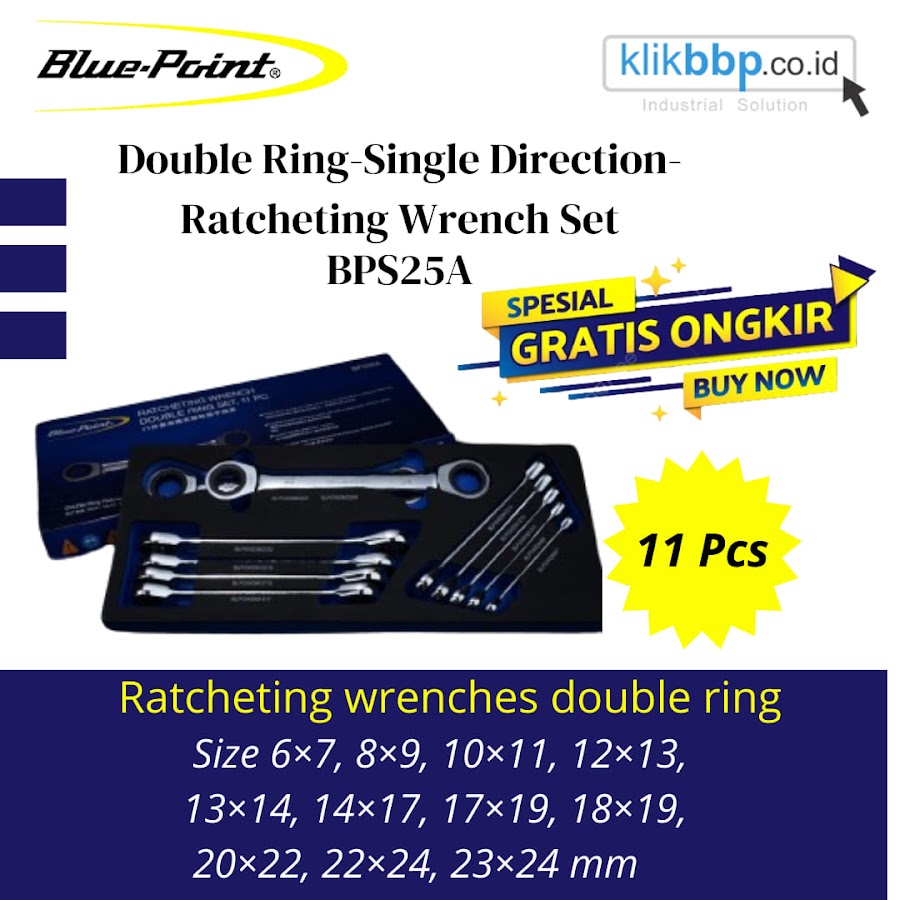 Blue-Point®
klikbbp.co.id
Industrial Solution
Double Ring-Single Direction-
Ratcheting Wrench Set
BPS25A
SPESIAL
GRATIS ONGKIR
BUY NOW
BPS25A
RATCHETING WRENCH
DOUBLE RING SET, 11 PC
Blue-Point
11 Pcs
Ratcheting wrenches double ring
Size 6×7, 8×9, 10×11, 12×13,
13×14, 14×17, 17×19, 18×19,
20×22, 22×24, 23×24 mm